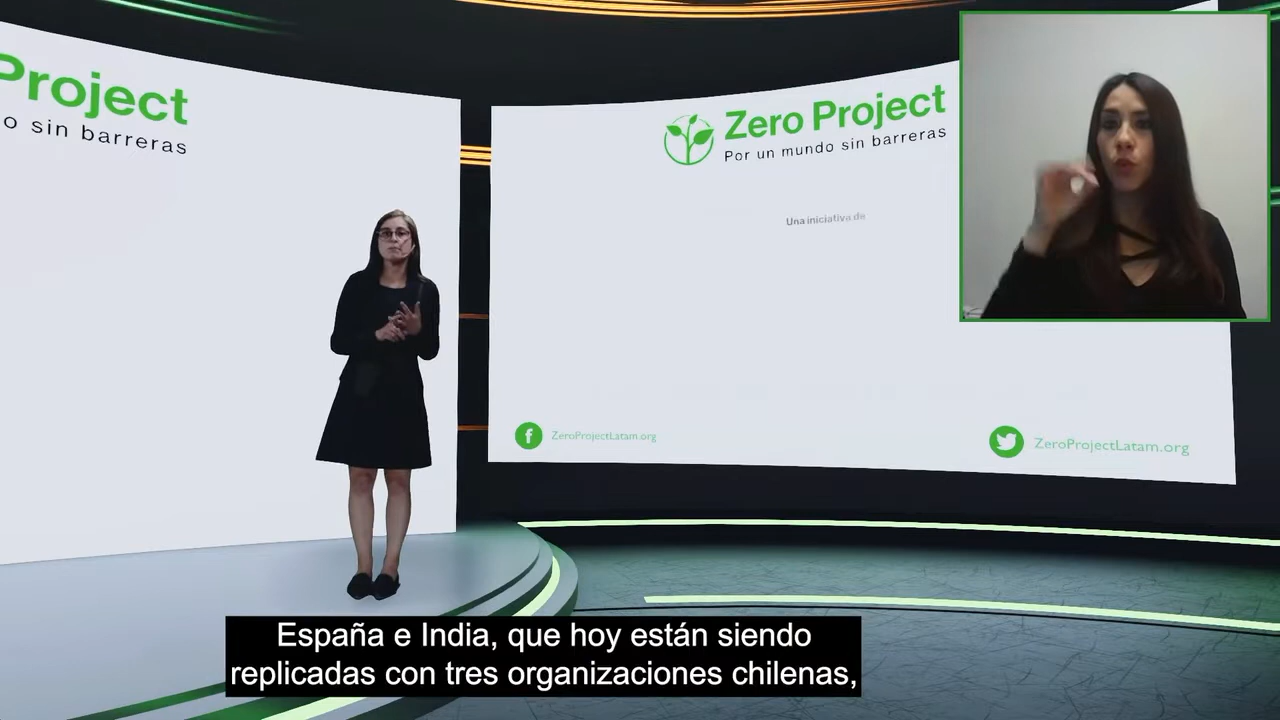 Project
o sin barreras
Zero Project
Por un mundo sin barreras
Una iniciativa de
ZeroProjectLatam.org
ZeroProjectLatam.org
España e India, que hoy están siendo
replicadas con tres organizaciones chilenas,